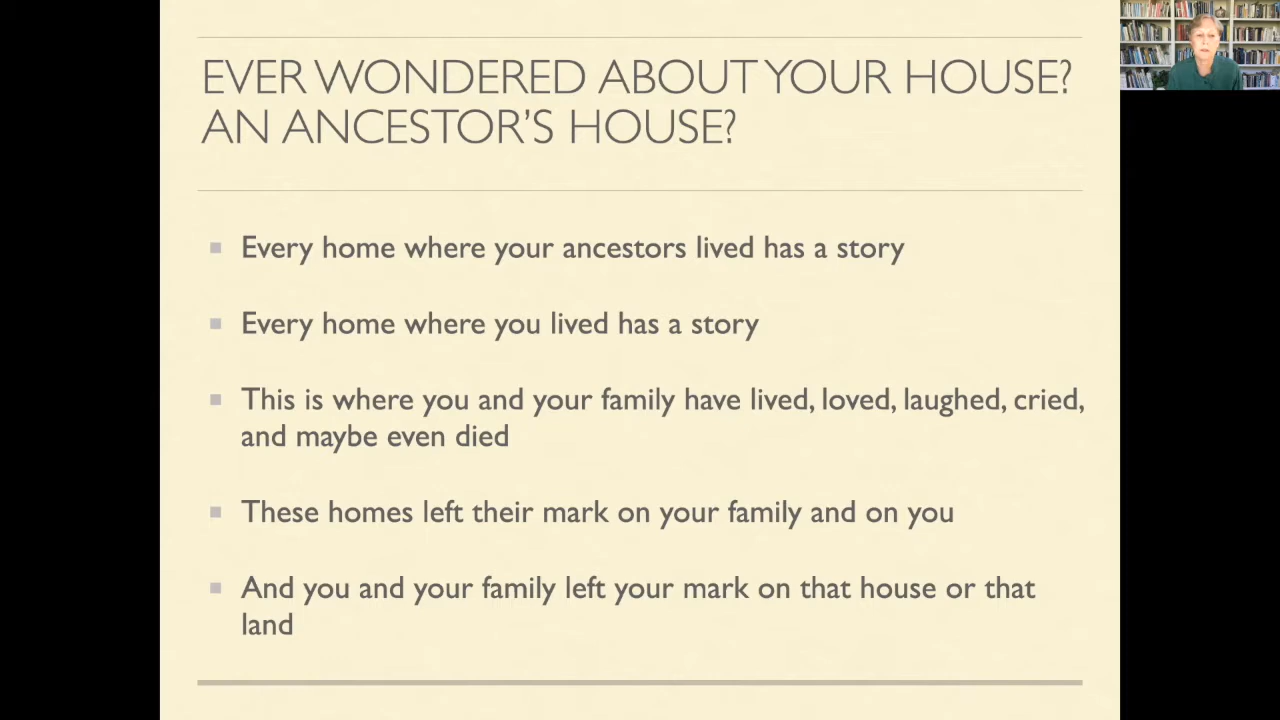 EVER WONDERED ABOUT YOUR HOUSE?
AN ANCESTOR'S HOUSE?
Every home where your ancestors lived has a story
Every home where you lived has a story
This is where you and your family have lived, loved, laughed, cried,
and maybe even died
These homes left their mark on your family and on you
And you and your family left your mark on that house or that
land